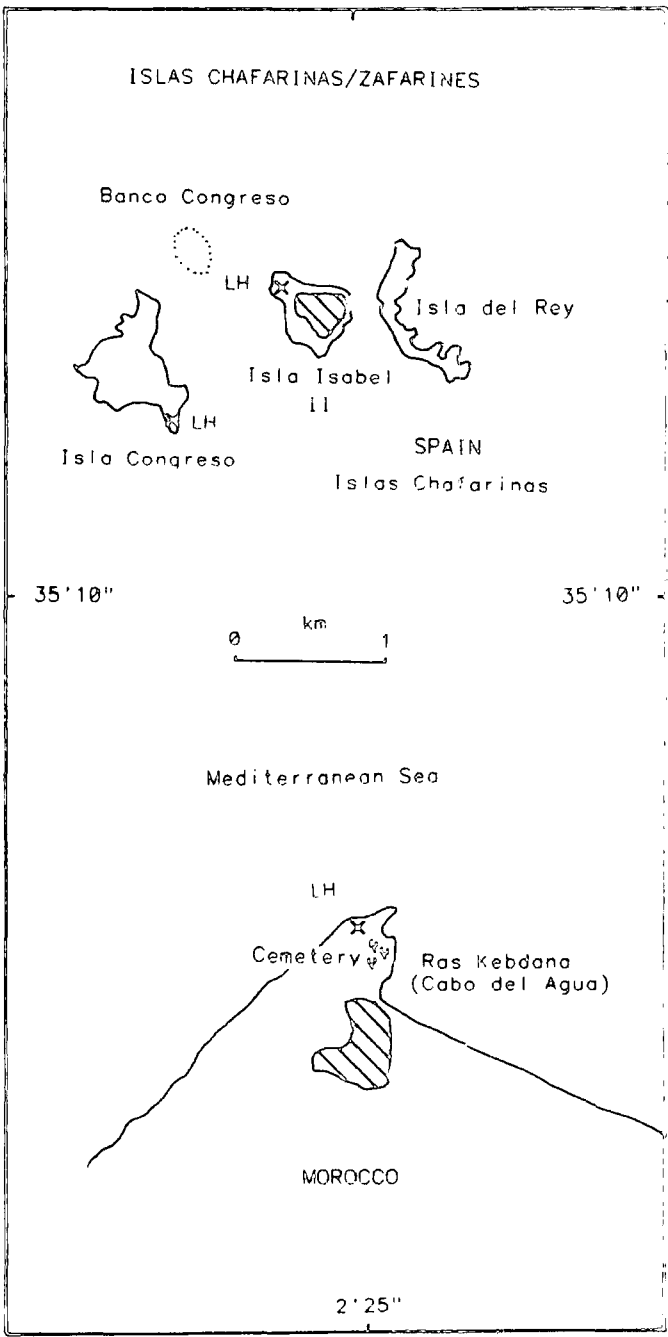 ISLAS CHAFARINAS/ZAFARINES
Banco Congreso
LH
Isla del Rey
Isla Isabel
II
LH
Isla Congreso
SPAIN
Islas Chafarinas
35'10"
35'10"
km
0 1
Mediterranean Sea
LH
Cemetery
Ras Kebdana
(Cabo del Agua)
MOROCCO
2'25"